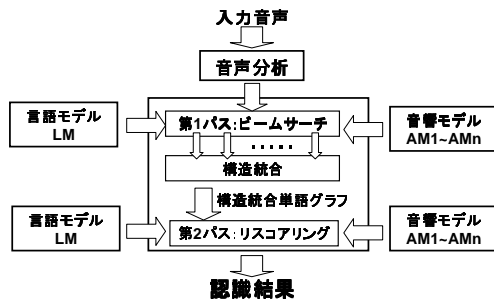 入力音声
音声分析
言語モデル
LM
第1パス:ビームサーチ
音響モデル
AM1~AMn
・・・・・
構造統合
構造統合単語グラフ
言語モデル
LM
第2パス:リスコアリング
音響モデル
AM1~AMn
認識結果